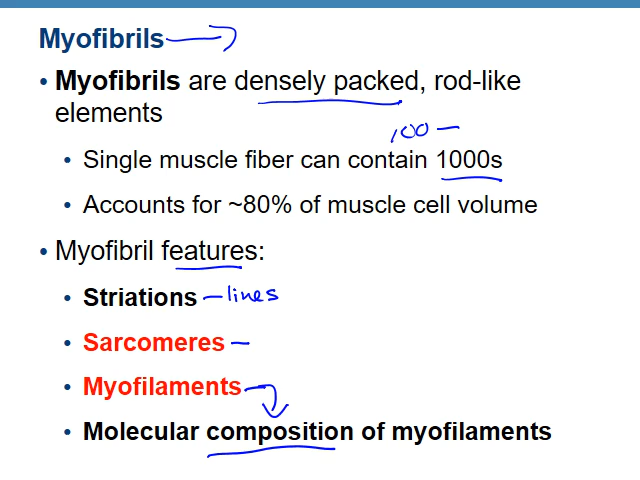 Myofibrils
• Myofibrils are densely packed, rod-like
elements
100 –
• Single muscle fiber can contain 1000s
• Accounts for ~80% of muscle cell volume
• Myofibril features:
• Striations – lines
• Sarcomeres –
• Myofilaments
• Molecular composition of myofilaments